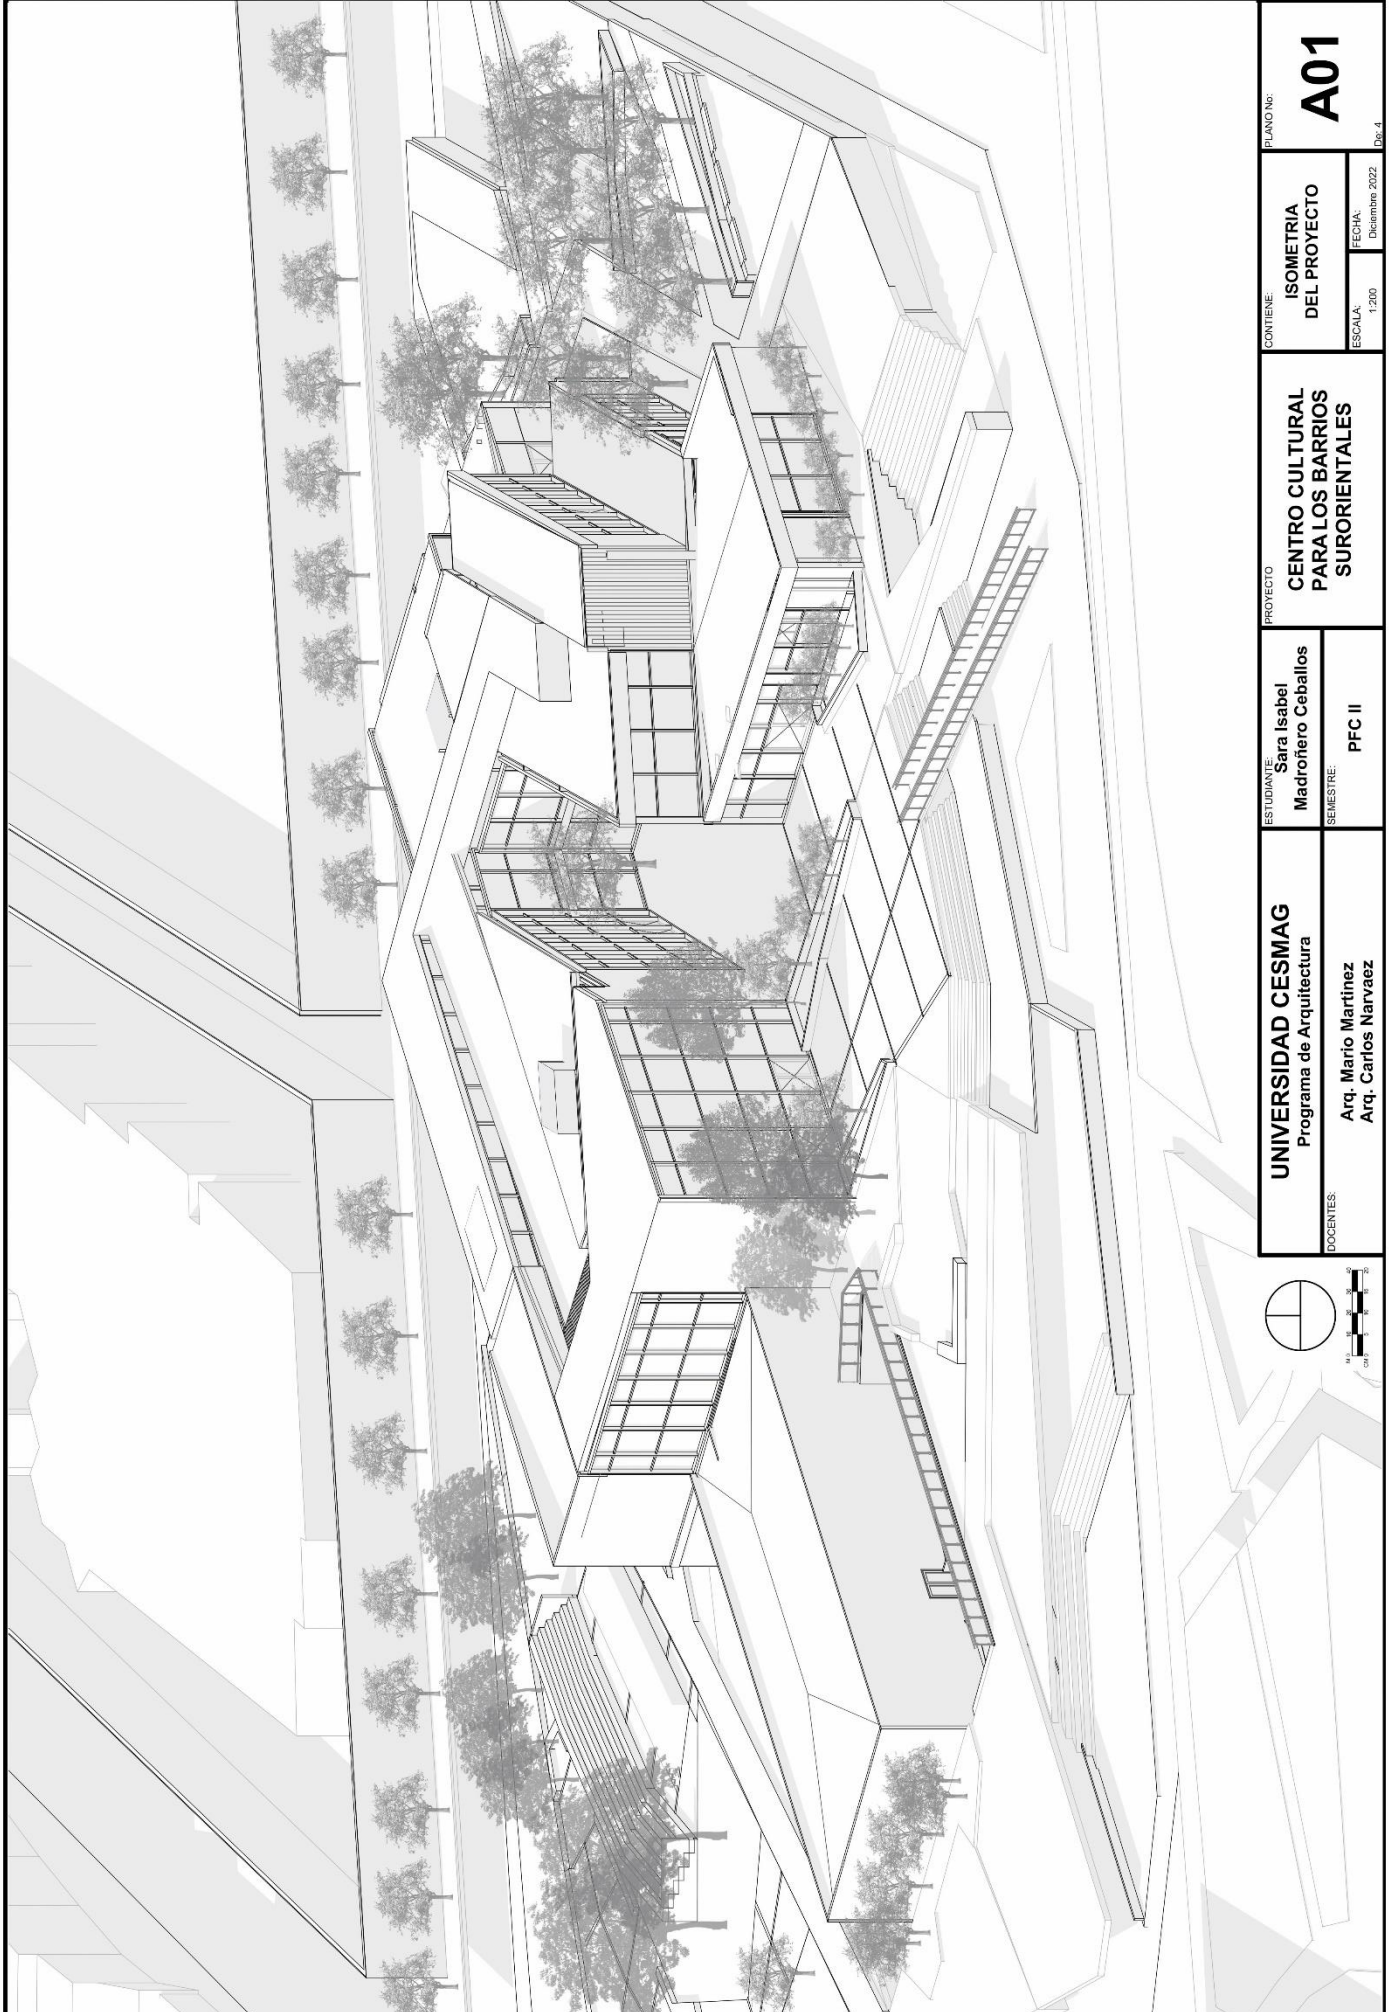 UNIVERSIDAD CESMAG
Programa de Arquitectura
DOCENTES:
Arq. Mario Martinez
Arq. Carlos Narvaez
ESTUDIANTE:
Sara Isabel
Madroñero Ceballos
SEMESTRE:
PFC II
PROYECTO
CENTRO CULTURAL
PARA LOS BARRIOS
SURORIENTALES
CONTIENE:
ISOMETRIA
DEL PROYECTO
ESCALA:
1:200
FECHA:
Diciembre 2022
PLANO No:
A01
De: 4